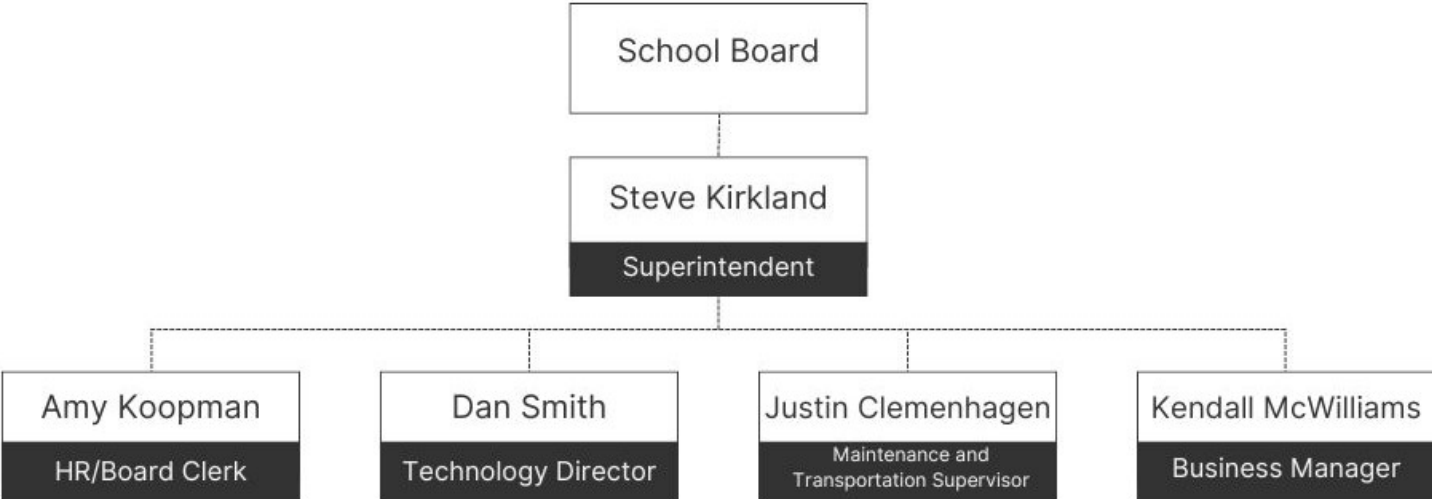 School Board
Steve Kirkland
Superintendent
Amy Koopman
HR/Board Clerk
Dan Smith
Technology Director
Justin Clemenhagen
Maintenance and
Transportation Supervisor
Kendall McWilliams
Business Manager